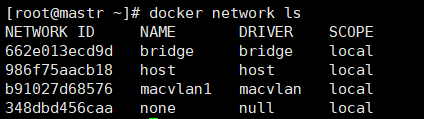 [root@mastr ~]# docker network ls
NETWORK ID     NAME       DRIVER    SCOPE
662e013ecd9d   bridge     bridge    local
986f75aacb18   host       host      local
b91027d68576   macvlan1   macvlan   local
348dbd456caa   none       null      local